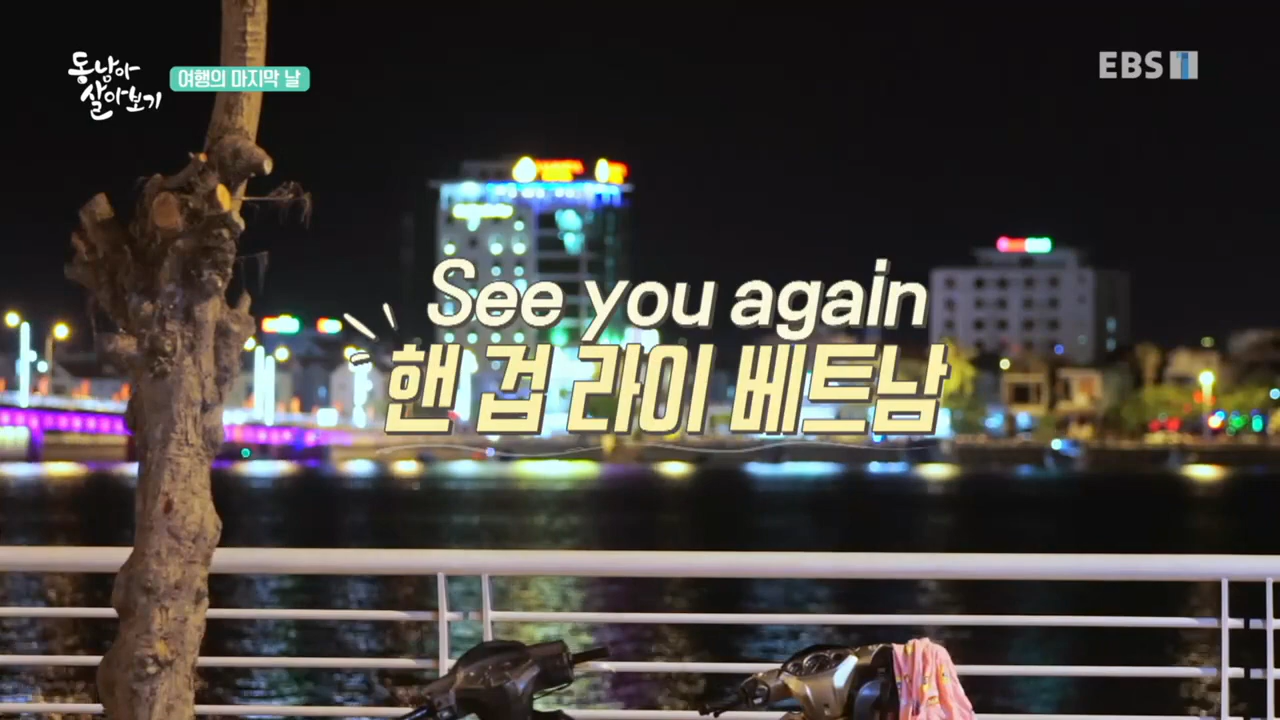 동남아
살아보기
여행의 마지막 날
EBS 1
See you again
핸 겁 라이 베트남